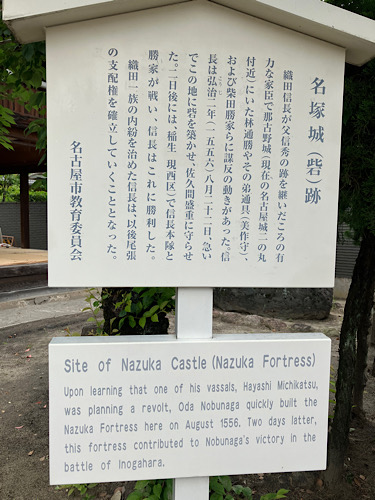 名塚城(砦)跡
織田信長が父信秀の跡を継いだころの有
力な家臣で那古野城(現在の名古屋城二の丸
付近)にいた林通勝やその弟通具(美作守)、
および柴田勝家らに謀反の動きがあった。信
長は弘治二年(一五五六)八月二十二日、急い
でこの地に砦を築かせ、佐久間盛重に守らせ
た。二日後には、稲生(現西区)で信長本隊と
勝家が戦い、信長はこれに勝利した。
織田一族の内紛を治めた信長は、以後尾張
の支配権を確立していくこととなった。
名古屋市教育委員会
Site of Nazuka Castle (Nazuka Fortress)
Upon learning that one of his vassals, Hayashi Michikatsu,
was planning a revolt, Oda Nobunaga quickly built the
Nazuka Fortress here on August 1556. Two days latter,
this fortress contributed to Nobunaga's victory in the
battle of Inogahara.